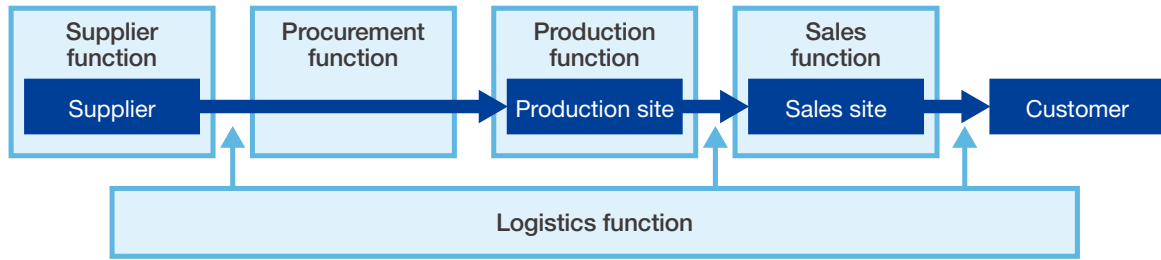 Supplier
function
Procurement
function
Production
function
Sales
function
Supplier
Production site
Sales site
Customer
Logistics function